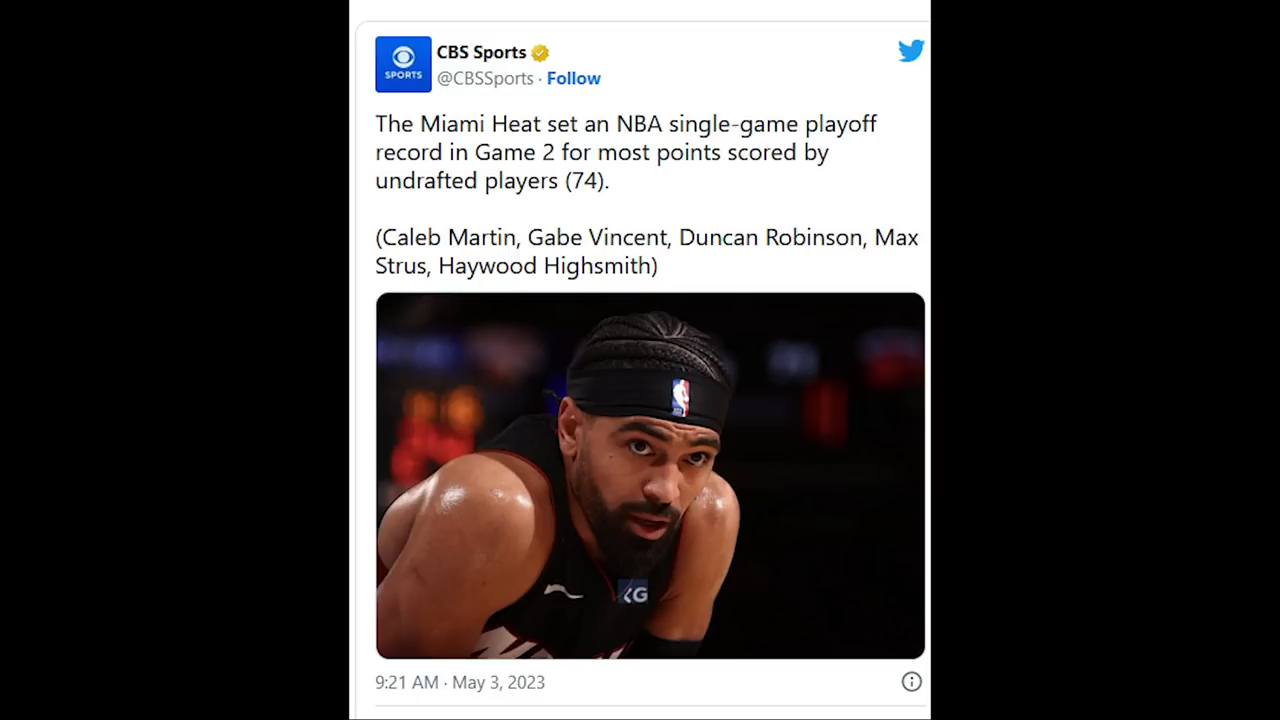 CBS Sports
SPORTS
@CBSSports · Follow
The Miami Heat set an NBA single-game playoff
record in Game 2 for most points scored by
undrafted players (74).
(Caleb Martin, Gabe Vincent, Duncan Robinson, Max
Strus, Haywood Highsmith)
9:21 AM · May 3, 2023